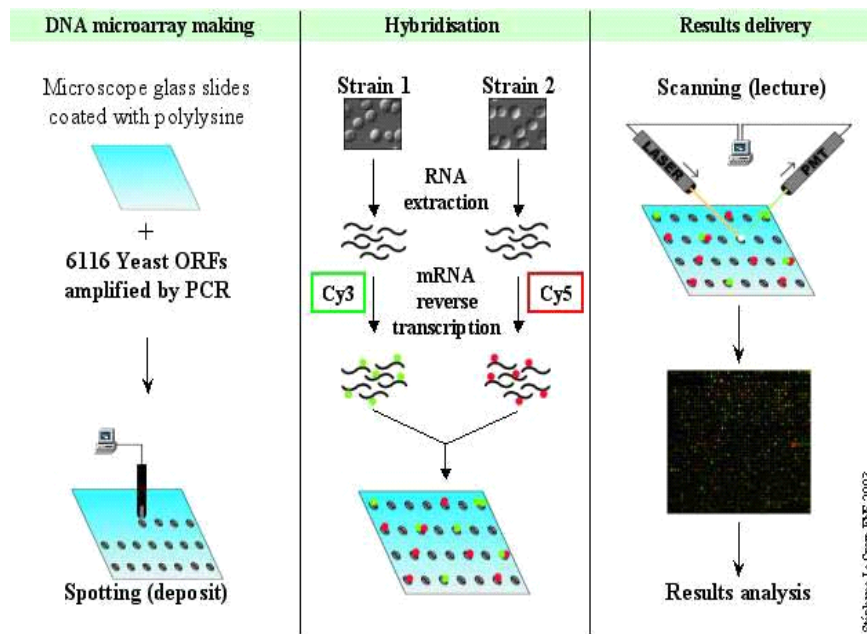 DNA microarray making
Microscope glass slides
coated with polylysine
+
6116 Yeast ORFs
amplified by PCR
Spotting (deposit)
Hybridisation
Strain 1
Strain 2
RNA
extraction
Cy3
mRNA
reverse
transcription
Cy5
Results delivery
Scanning (lecture)
LASER
PMT
Results analysis